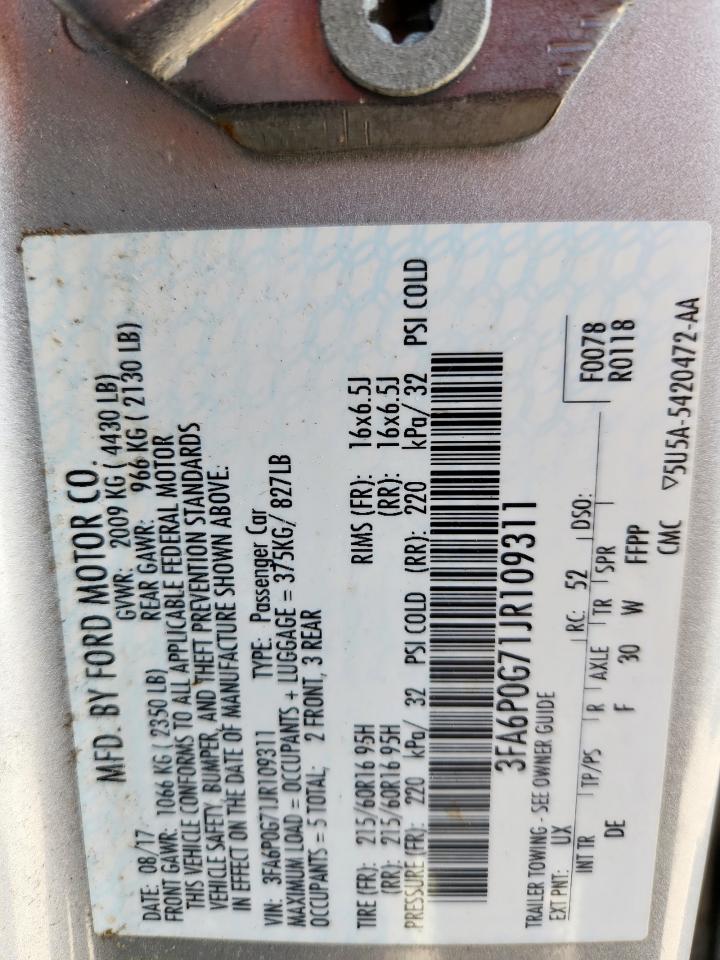 MFD. BY FORD MOTOR CO.
DATE: 08/17 GVWR: 2009 KG ( 4430 LB)
FRONT GAWR: 1066 KG ( 2350 LB) REAR GAWR: 966 KG ( 2130 LB)
THIS VEHICLE CONFORMS TO ALL APPLICABLE FEDERAL MOTOR
VEHICLE SAFETY, BUMPER, AND THEFT PREVENTION STANDARDS
IN EFFECT ON THE DATE OF MANUFACTURE SHOWN ABOVE.
VIN: 3FA6P0G71JR109311 TYPE: Passenger Car
MAXIMUM LOAD = OCCUPANTS + LUGGAGE = 375KG/ 827LB
OCCUPANTS = 5 TOTAL; 2 FRONT, 3 REAR
TIRE (FR): 215/60R16 95H RIMS (FR): 16x6.5J
(RR): 215/60R16 95H (RR): 16x6.5J
PRESSURE (FR): 220 kPa/ 32 PSI COLD (RR): 220 kPa/ 32 PSI COLD
3FA6P0G71JR109311
TRAILER TOWING - SEE OWNER GUIDE F0078
R0118
EXT PNT: UX RC: 52 DSO:
INT TR TP/PS R AXLE TR SPR
DE F 30 W FFPP
CMC ▽5U5A-5420472-AA